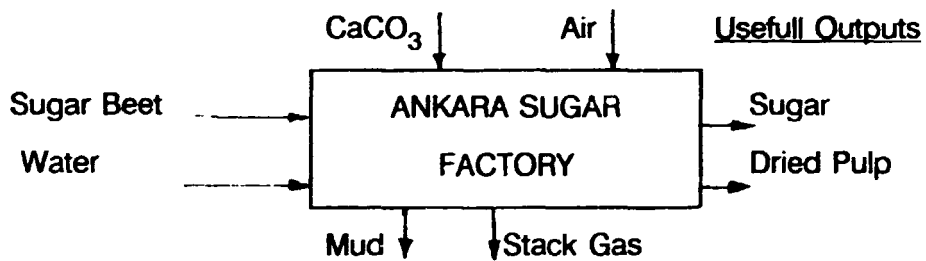 CaCO3 Air Usefull Outputs
Sugar Beet ANKARA SUGAR Sugar
Water FACTORY Dried Pulp
Mud Stack Gas